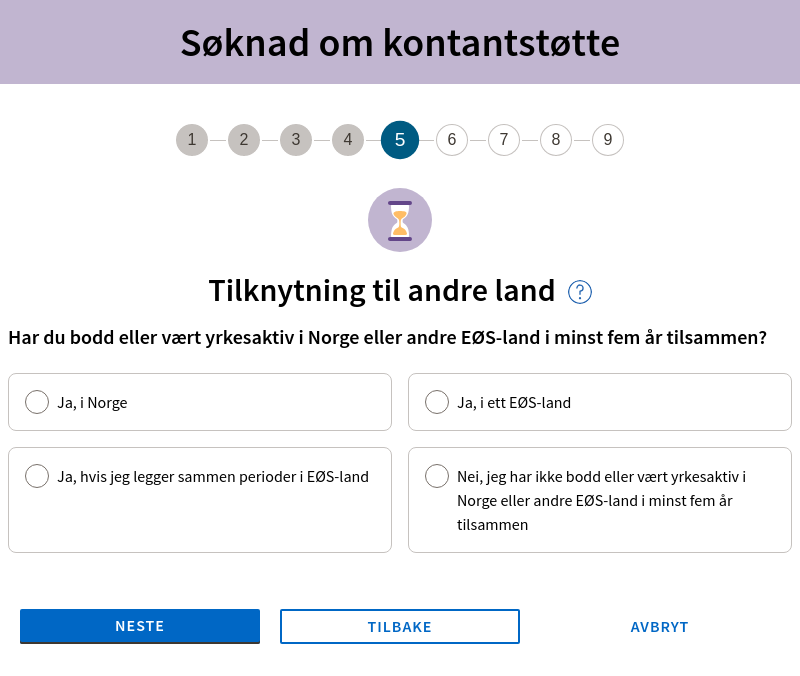 Søknad om kontantstøtte
1 2 3 4 5 6 7 8 9
Tilknytning til andre land ?
Har du bodd eller vært yrkesaktiv i Norge eller andre EØS-land i minst fem år tilsammen?
Ja, i Norge
Ja, i ett EØS-land
Ja, hvis jeg legger sammen perioder i EØS-land
Nei, jeg har ikke bodd eller vært yrkesaktiv i
Norge eller andre EØS-land i minst fem år
tilsammen
NESTE
TILBAKE
AVBRYT